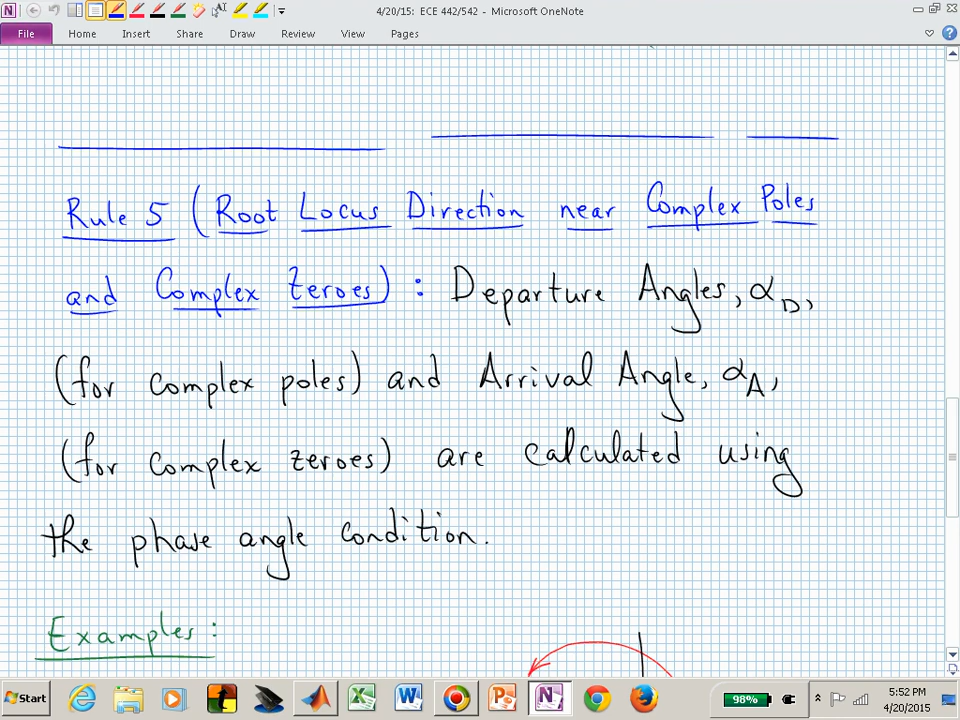 4/20/15: ECE 442/542 - Microsoft OneNote
File Home Insert Share Draw Review View Pages
Rule 5 (Root Locus Direction near Complex Poles
and Complex Zeroes) : Departure Angles, αD,
(for complex poles) and Arrival Angle, αA,
(for complex zeroes) are calculated using
the phase angle condition.
Examples:
Start 98% 5:52 PM
4/20/2015